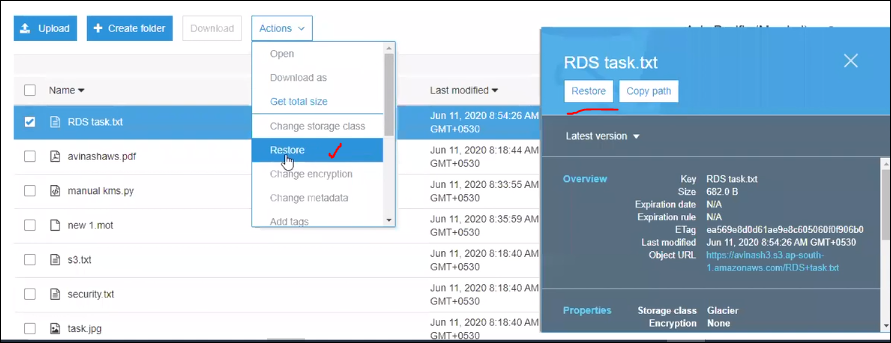 Upload
Create folder
Download
Actions
Open
Download as
Get total size
Change storage class
Restore
Change encryption
Change metadata
Add tags
Name
Last modified
RDS task.txt
Jun 11, 2020 8:54:26 AM
GMT+0530
avinashaws.pdf
Jun 11, 2020 8:18:44 AM
GMT+0530
manual kms.py
Jun 11, 2020 8:33:55 AM
GMT+0530
new 1.mot
Jun 11, 2020 8:35:59 AM
GMT+0530
s3.txt
Jun 11, 2020 8:18:40 AM
GMT+0530
security.txt
Jun 11, 2020 8:18:40 AM
GMT+0530
task.jpg
Jun 11, 2020 8:18:40 AM
GMT+0530
RDS task.txt
Restore
Copy path
Latest version
Overview
Key RDS task.txt
Size 682.0 B
Expiration date N/A
Expiration rule N/A
ETag ea569e8d0d61ae9e8c605060f0f906b0
Last modified Jun 11, 2020 8:54:26 AM GMT+0530
Object URL https://avinash3.s3.ap-south-
1.amazonaws.com/RDS+task.txt
Properties
Storage class Glacier
Encryption None